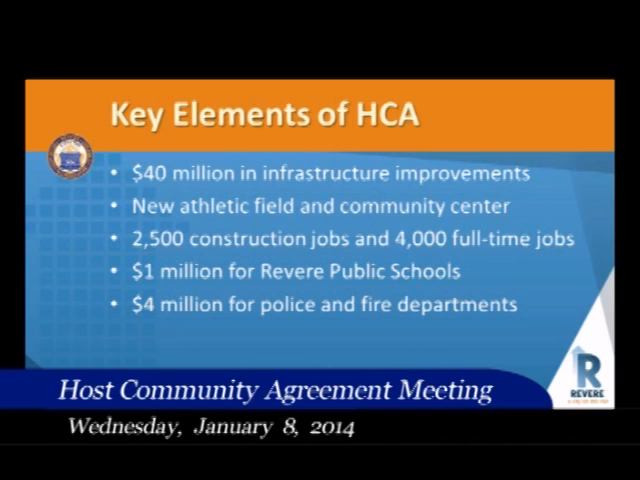 Key Elements of HCA
• $40 million in infrastructure improvements
• New athletic field and community center
• 2,500 construction jobs and 4,000 full-time jobs
• $1 million for Revere Public Schools
• $4 million for police and fire departments
R
REVERE
Host Community Agreement Meeting
Wednesday, January 8, 2014